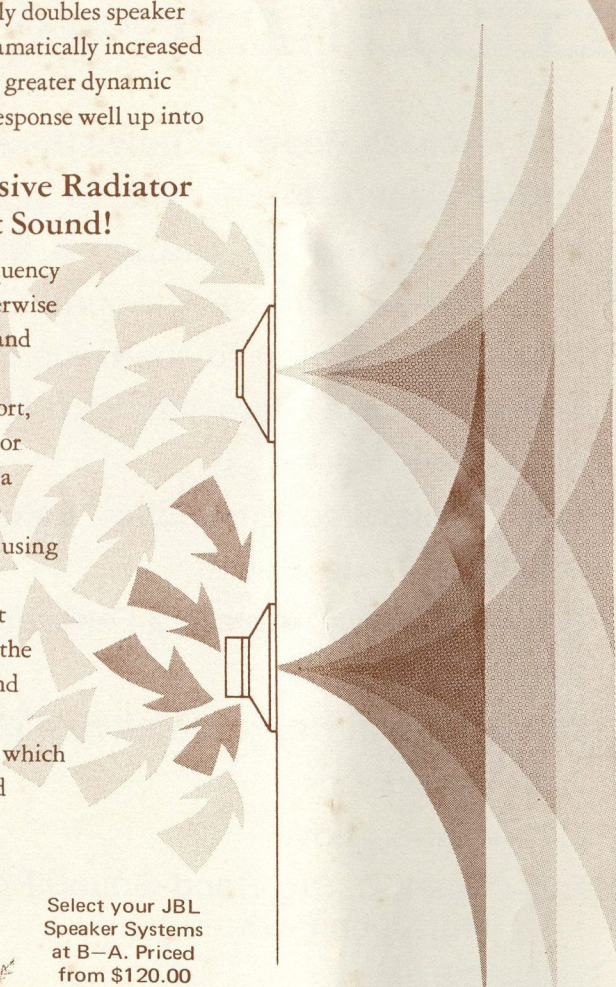 ly doubles speaker
amatically increased
greater dynamic
esponse well up into
sive Radiator
t Sound!
uency
erwise
and
ort,
or
a
using
t
the
nd
which
d
Select your JBL
Speaker Systems
at B—A. Priced
from $120.00